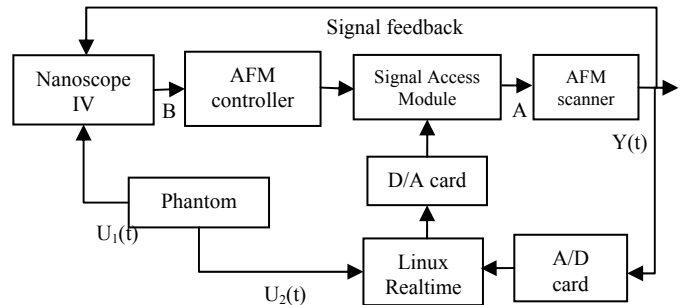 Signal feedback
Nanoscope
IV
B
AFM
controller
Signal Access
Module
A
AFM
scanner
Y(t)
D/A card
Phantom
U₁(t)
U₂(t)
Linux
Realtime
A/D
card